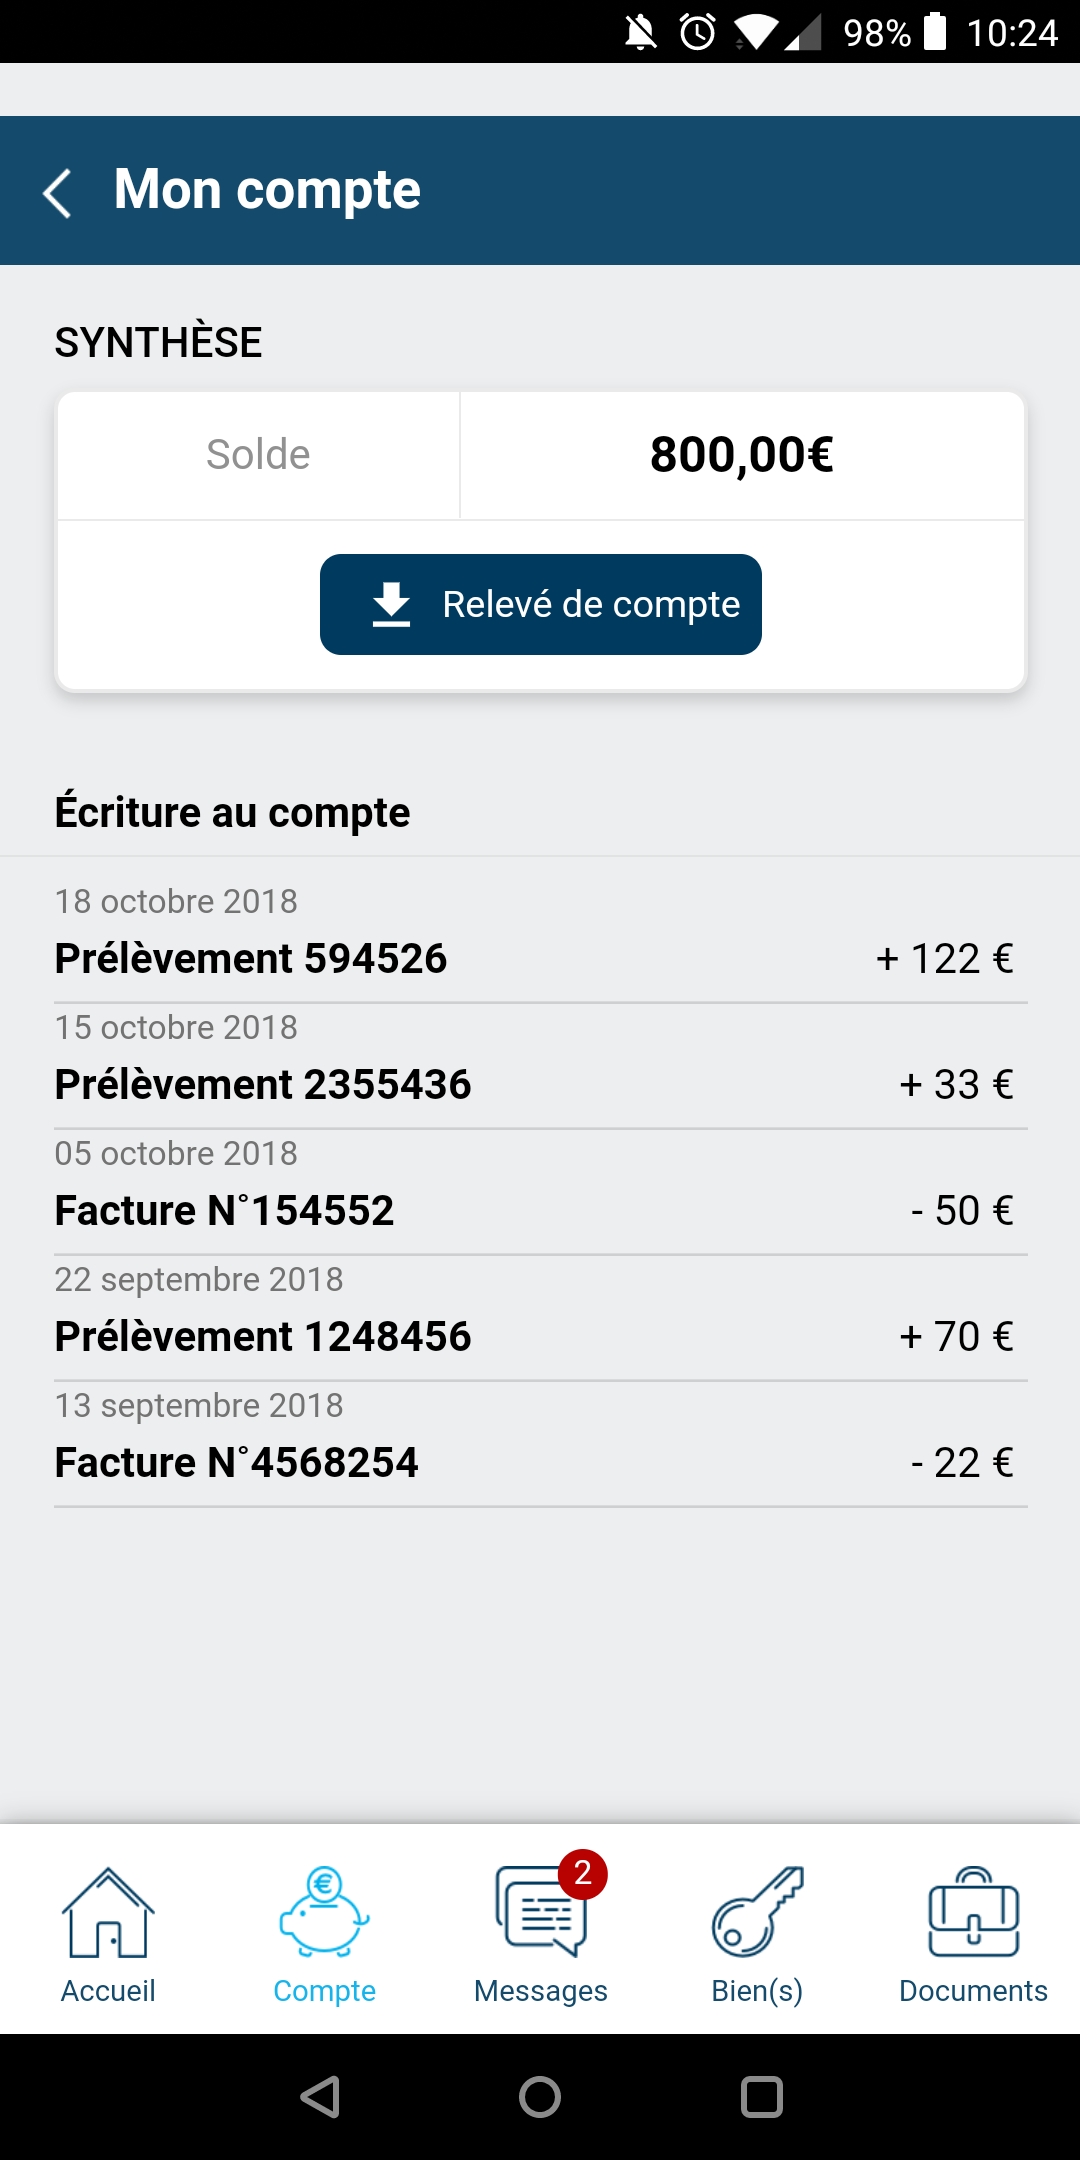 98% 10:24
Mon compte
SYNTHÈSE
Solde 800,00€
Relevé de compte
Écriture au compte
18 octobre 2018
Prélèvement 594526 + 122 €
15 octobre 2018
Prélèvement 2355436 + 33 €
05 octobre 2018
Facture N°154552 - 50 €
22 septembre 2018
Prélèvement 1248456 + 70 €
13 septembre 2018
Facture N°4568254 - 22 €
€ 2
Accueil Compte Messages Bien(s) Documents